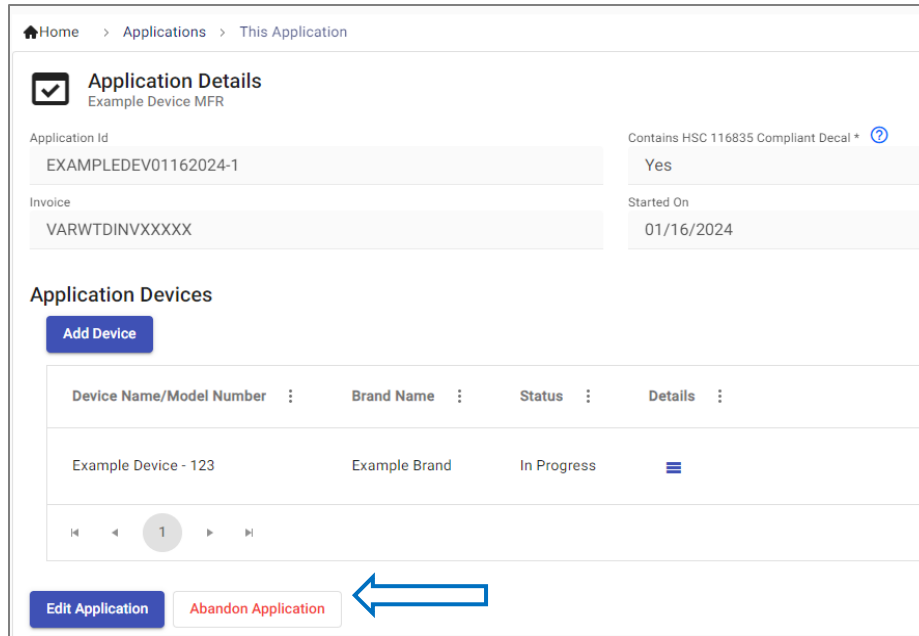 Home > Applications > This Application
Application Details
Example Device MFR
Application Id
Contains HSC 116835 Compliant Decal * ?
EXAMPLEDEV01162024-1
Yes
Invoice
Started On
VARWTDINVXXXXX
01/16/2024
Application Devices
Add Device
Device Name/Model Number Brand Name Status Details
Example Device - 123 Example Brand In Progress
1
Edit Application Abandon Application